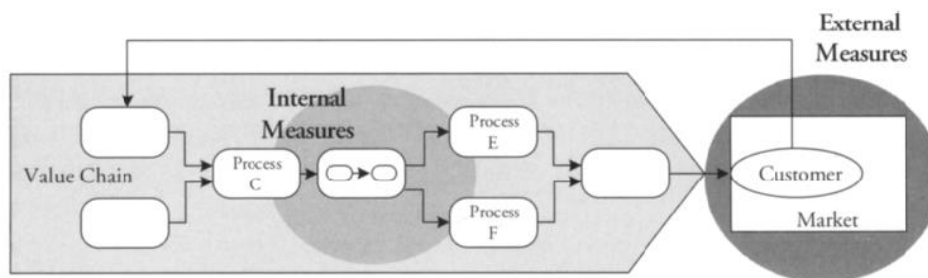 External
Measures
Internal
Measures
Process
E
Value Chain
Process
C
Customer
Process
F
Market